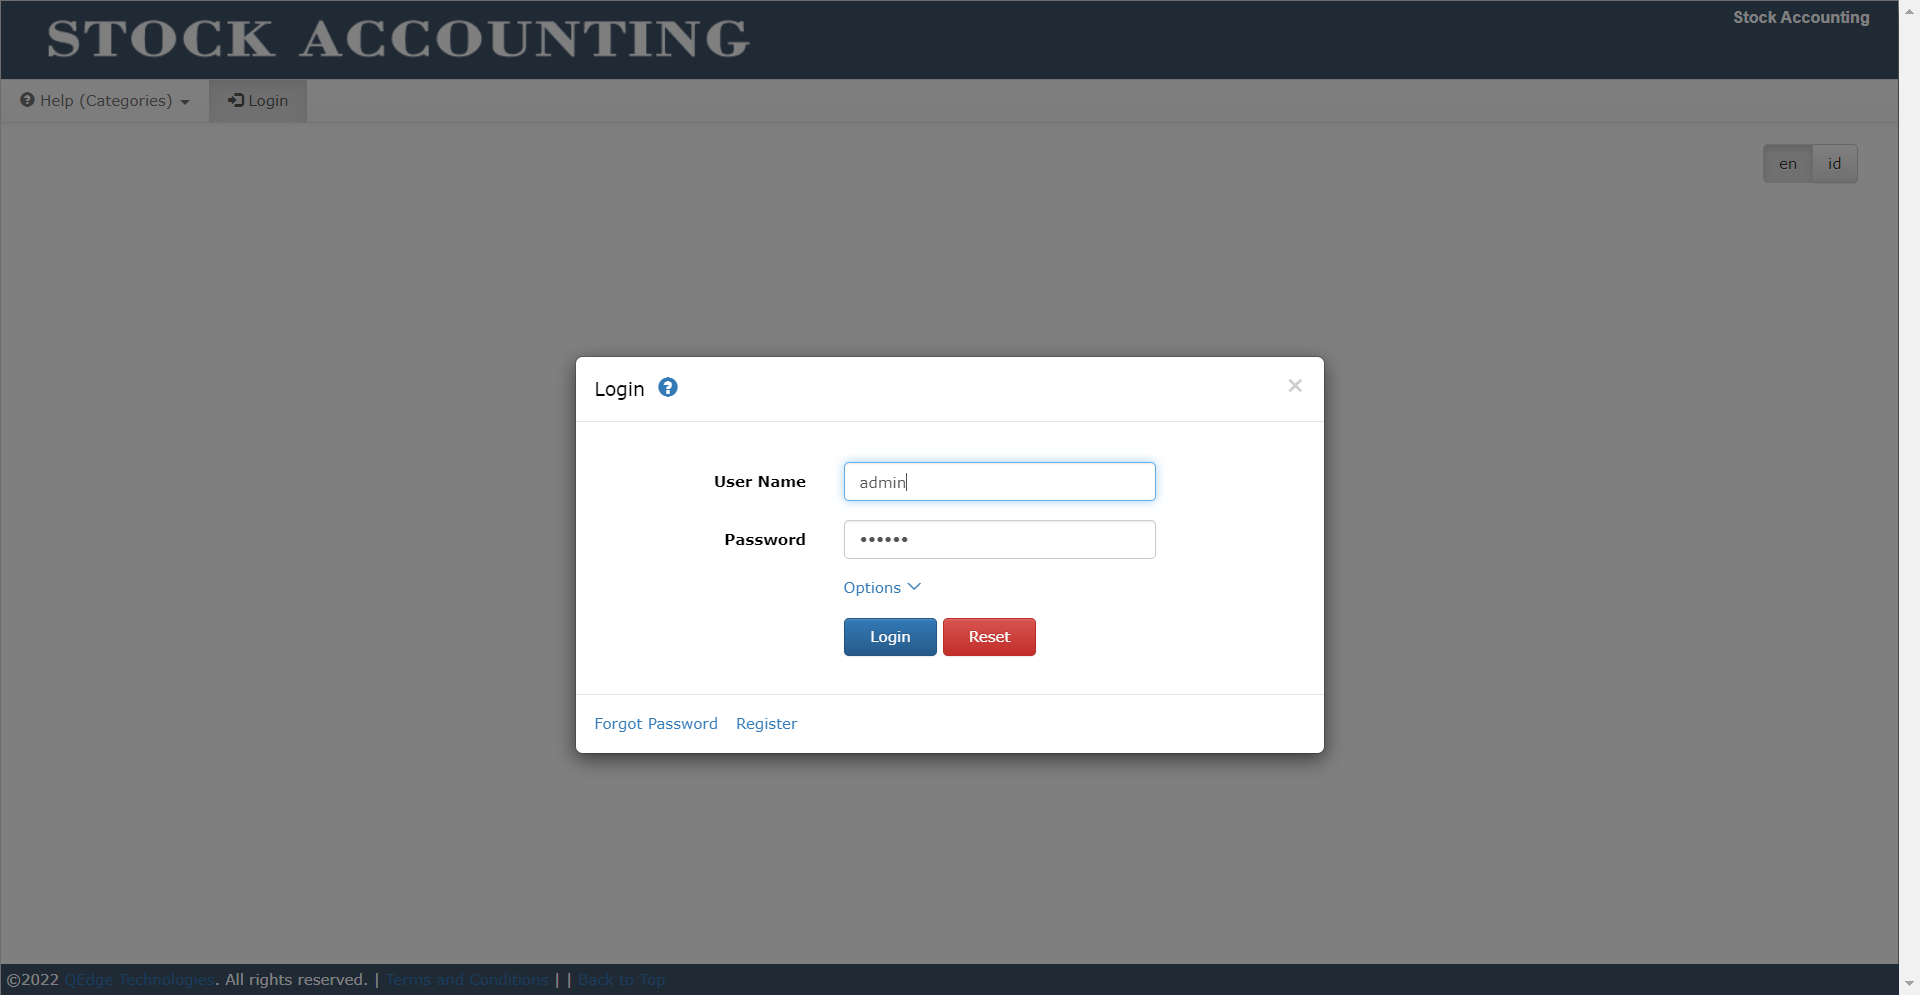 STOCK ACCOUNTING
Stock Accounting
Help (Categories)
Login
en
id
Login
×
User Name
admin
Password
••••••
Options
Login
Reset
Forgot Password
Register
©2022 QEdge Technologies. All rights reserved. | Terms and Conditions | | Back to Top